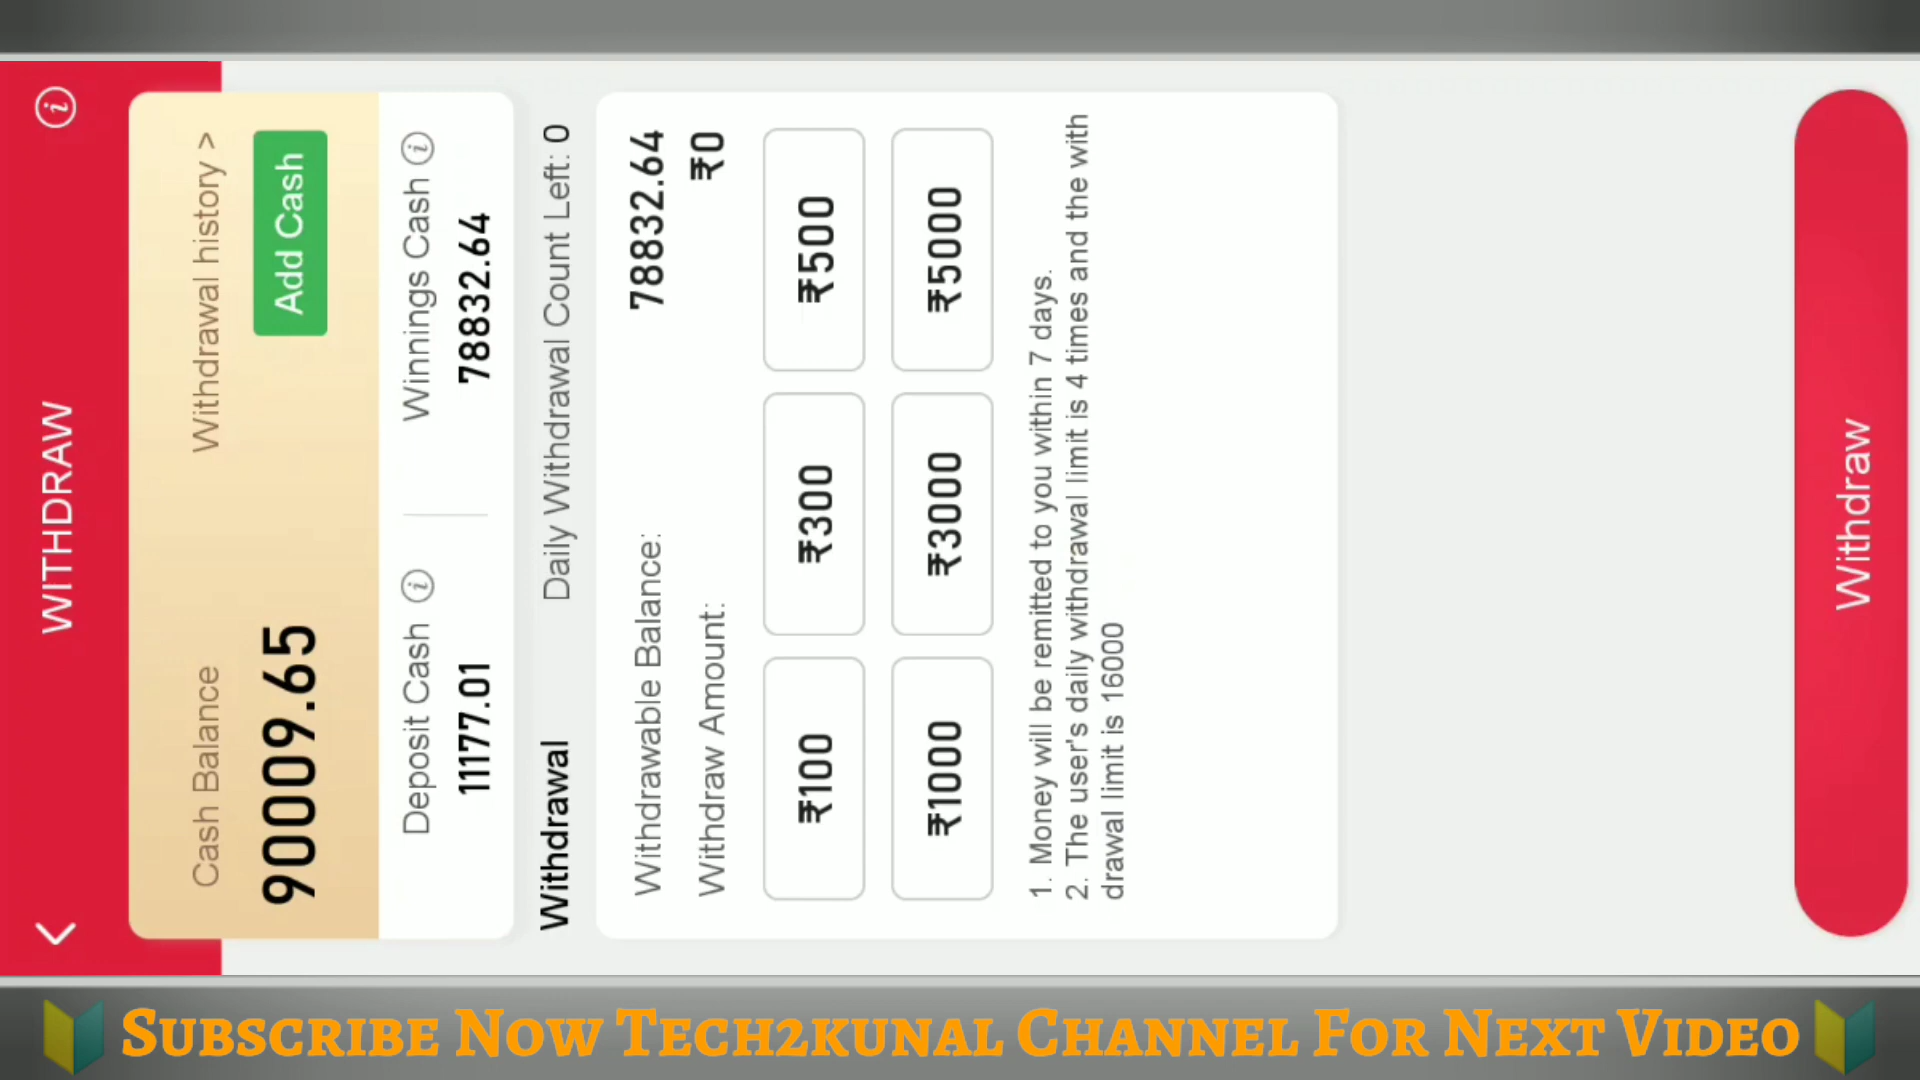 WITHDRAW
Cash Balance
Withdrawal history >
90009.65
Add Cash
Deposit Cash
Winnings Cash
11177.01
78832.64
Withdrawal
Daily Withdrawal Count Left: 0
Withdrawable Balance:
78832.64
Withdraw Amount:
₹0
₹100
₹300
₹500
₹1000
₹3000
₹5000
1. Money will be remitted to you within 7 days.
2. The user's daily withdrawal limit is 4 times and the with
drawal limit is 16000
Withdraw
Subscribe Now Tech2kunal Channel For Next Video